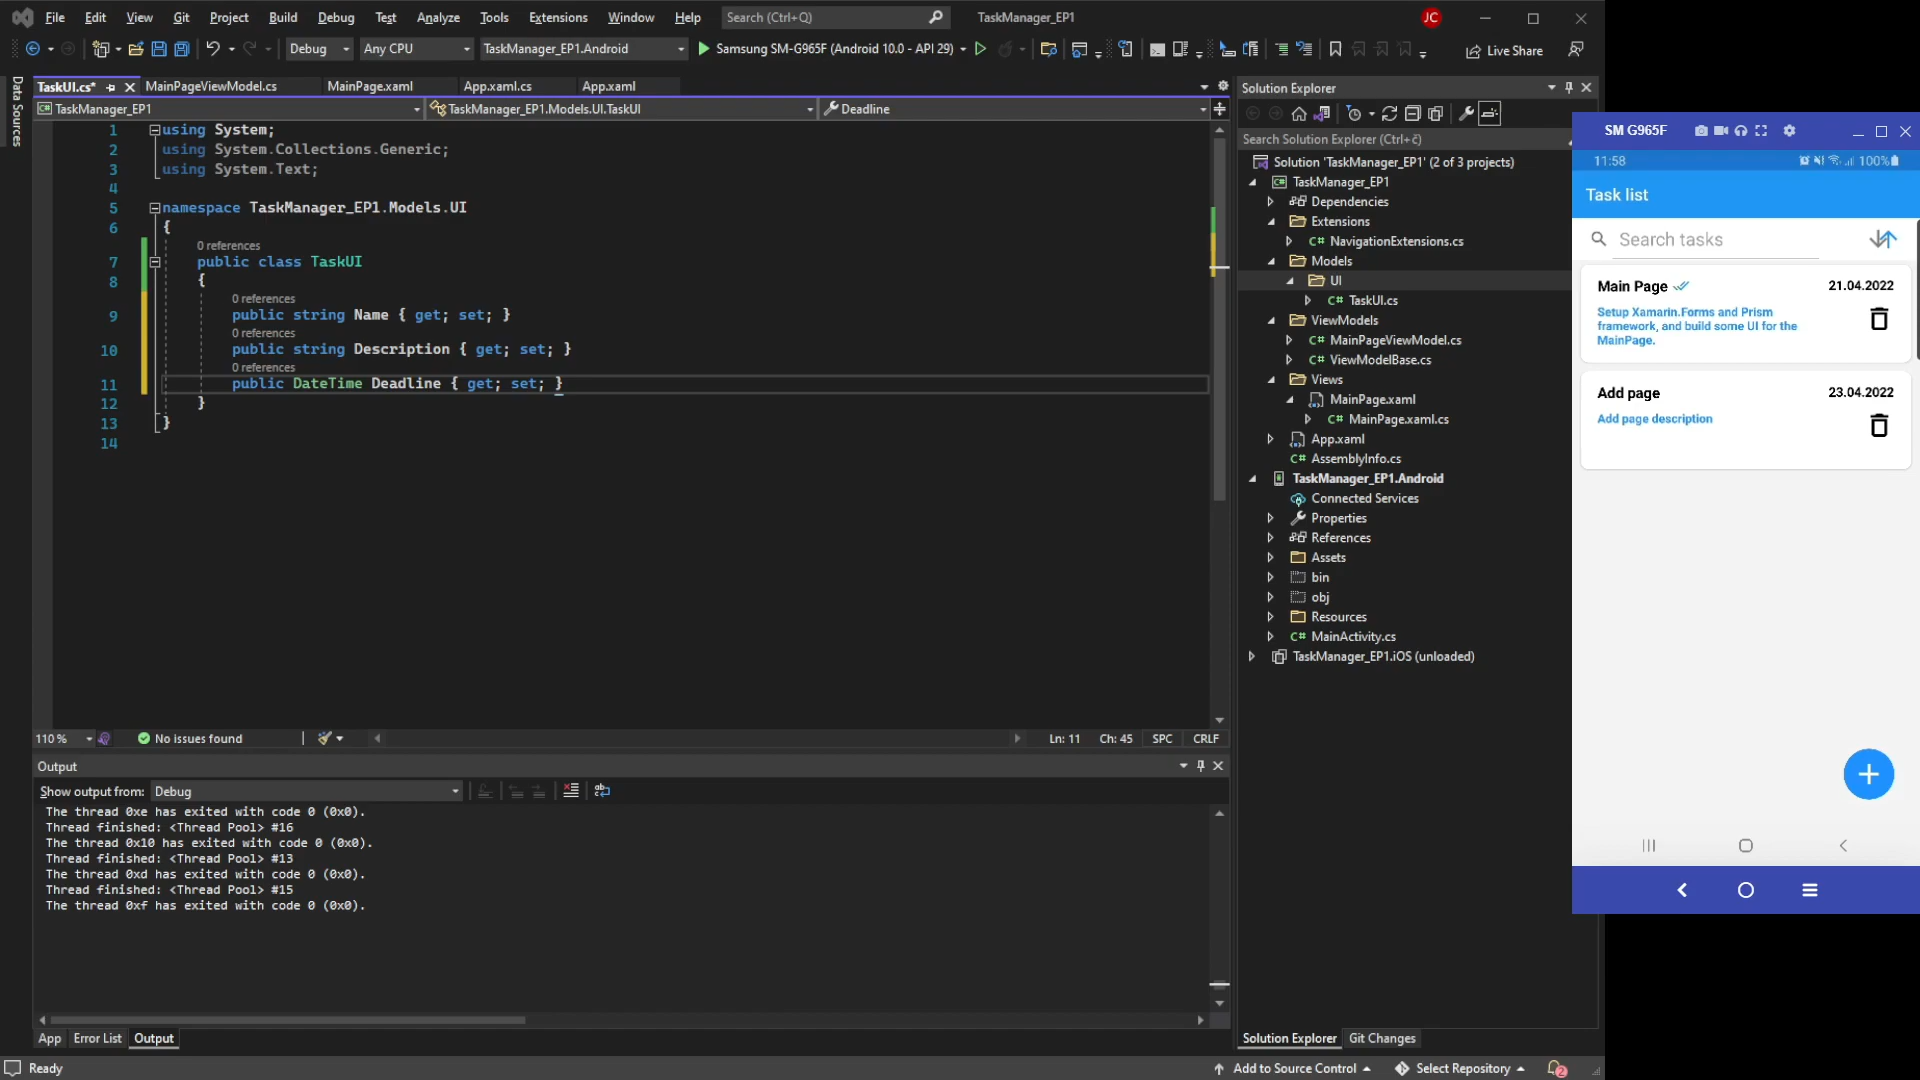 File Edit View Git Project Build Debug Test Analyze Tools Extensions Window Help Search (Ctrl+Q) TaskManager_EP1 JC
Debug Any CPU TaskManager_EP1.Android Samsung SM-G965F (Android 10.0 - API 29) Live Share
Data Sources
TaskUI.cs* MainPageViewModel.cs MainPage.xaml App.xaml.cs App.xaml
TaskManager_EP1 TaskManager_EP1.Models.UI.TaskUI Deadline
1 using System;
2 using System.Collections.Generic;
3 using System.Text;
4
5 namespace TaskManager_EP1.Models.UI
6 {
0 references
7 public class TaskUI
8 {
0 references
9 public string Name { get; set; }
0 references
10 public string Description { get; set; }
0 references
11 public DateTime Deadline { get; set; }
12 }
13 }
14
110 % No issues found Ln: 11 Ch: 45 SPC CRLF
Output
Show output from: Debug
The thread 0xe has exited with code 0 (0x0).
Thread finished: <Thread Pool> #16
The thread 0x10 has exited with code 0 (0x0).
Thread finished: <Thread Pool> #13
The thread 0xd has exited with code 0 (0x0).
Thread finished: <Thread Pool> #15
The thread 0xf has exited with code 0 (0x0).
App Error List Output
Ready
Solution Explorer
Search Solution Explorer (Ctrl+č)
Solution 'TaskManager_EP1' (2 of 3 projects)
TaskManager_EP1
Dependencies
Extensions
C# NavigationExtensions.cs
Models
UI
C# TaskUI.cs
ViewModels
C# MainPageViewModel.cs
C# ViewModelBase.cs
Views
MainPage.xaml
C# MainPage.xaml.cs
App.xaml
C# AssemblyInfo.cs
TaskManager_EP1.Android
Connected Services
Properties
References
Assets
bin
obj
Resources
C# MainActivity.cs
TaskManager_EP1.iOS (unloaded)
Solution Explorer Git Changes
Add to Source Control Select Repository 2
SM G965F
11:58 100%
Task list
Search tasks
Main Page 21.04.2022
Setup Xamarin.Forms and Prism
framework, and build some UI for the
MainPage.
Add page 23.04.2022
Add page description